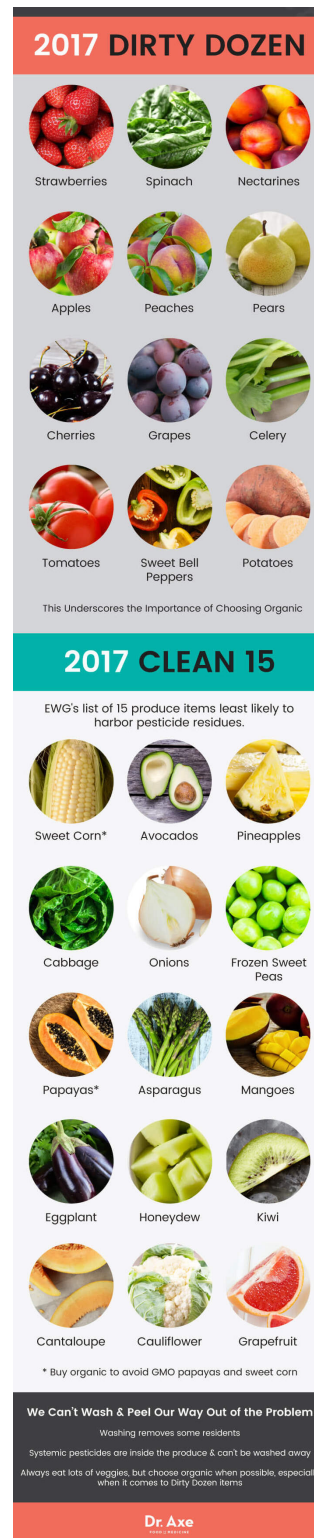 2017 DIRTY DOZEN
Strawberries
Spinach
Nectarines
Apples
Peaches
Pears
Cherries
Grapes
Celery
Tomatoes
Sweet Bell
Peppers
Potatoes
This Underscores the Importance of Choosing Organic
2017 CLEAN 15
EWG's list of 15 produce items least likely to
harbor pesticide residues.
Sweet Corn*
Avocados
Pineapples
Cabbage
Onions
Frozen Sweet
Peas
Papayas*
Asparagus
Mangoes
Eggplant
Honeydew
Kiwi
Cantaloupe
Cauliflower
Grapefruit
* Buy organic to avoid GMO papayas and sweet corn
We Can't Wash & Peel Our Way Out of the Problem
Washing removes some residents
Systemic pesticides are inside the produce & can't be washed away
Always eat lots of veggies, but choose organic when possible, especiall
when it comes to Dirty Dozen items
Dr. Axe
FOOD IS MEDICINE